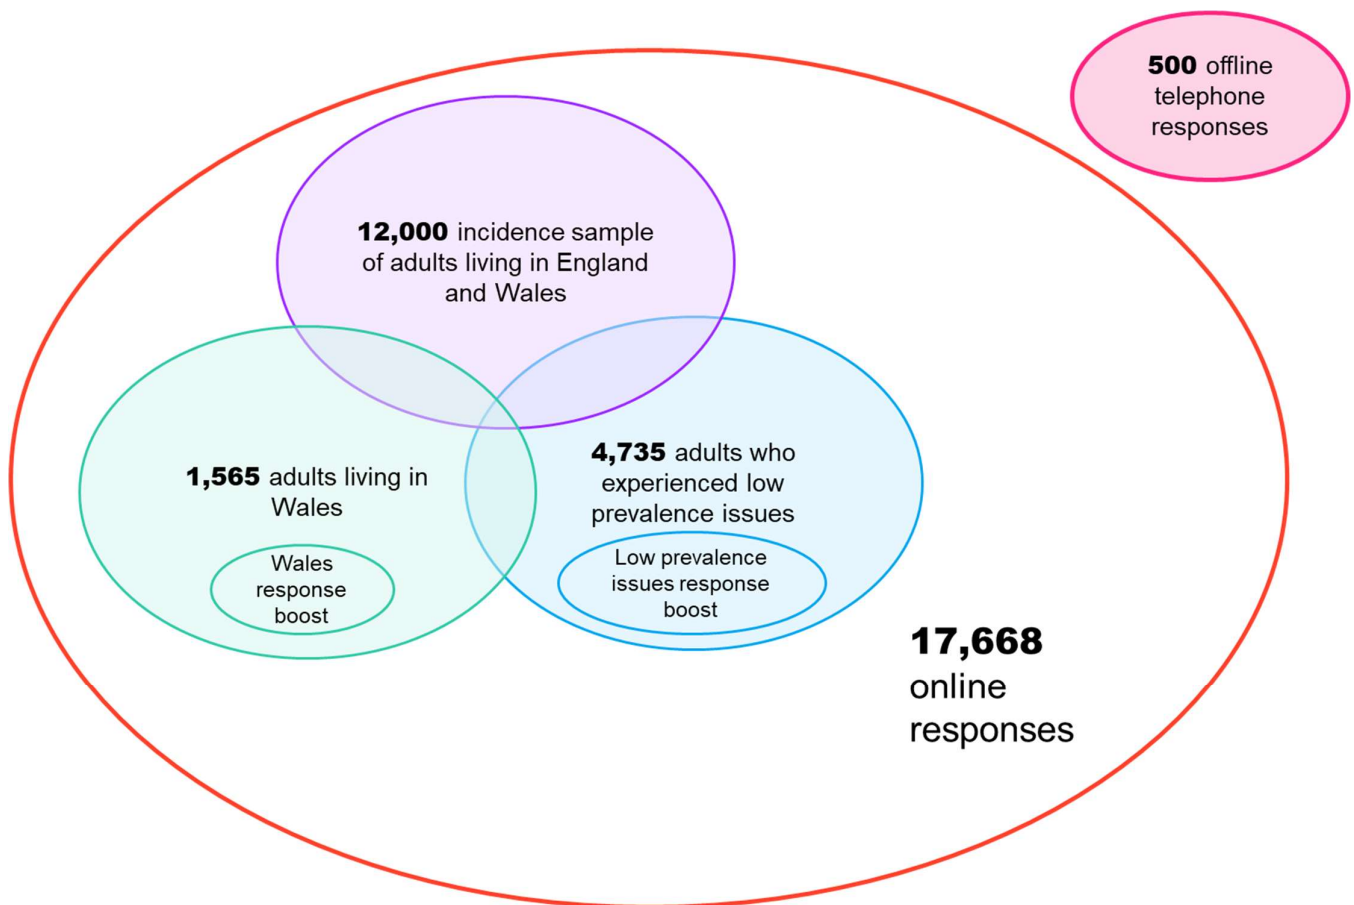 500 offline
telephone
responses
12,000 incidence sample
of adults living in England
and Wales
1,565 adults living in
Wales
Wales
response
boost
4,735 adults who
experienced low
prevalence issues
Low prevalence
issues response
boost
17,668
online
responses